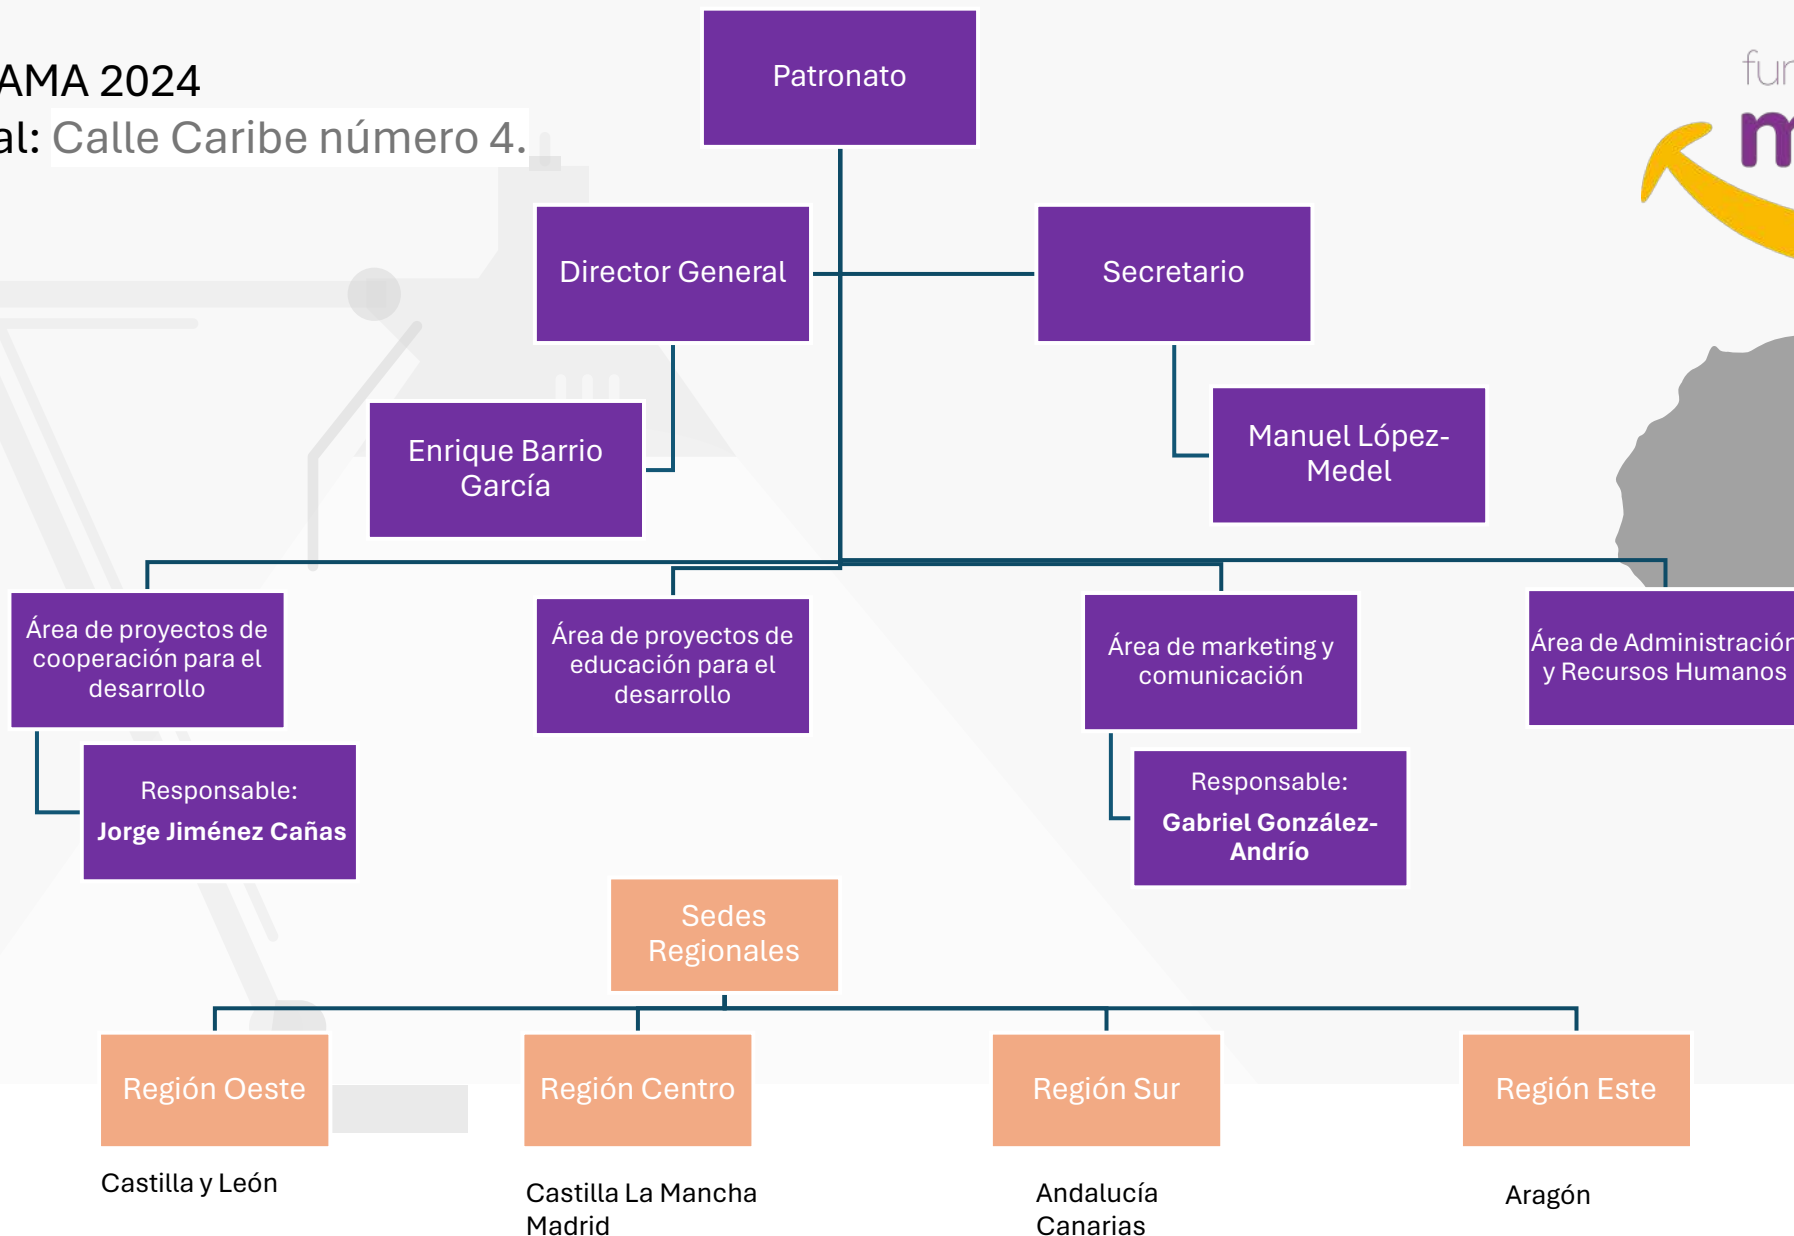 AMA 2024
al: Calle Caribe número 4.
Patronato
Director General
Secretario
Enrique Barrio
García
Manuel López-
Medel
Área de proyectos de
cooperación para el
desarrollo
Área de proyectos de
educación para el
desarrollo
Área de marketing y
comunicación
Área de Administración
y Recursos Humanos
Responsable:
Jorge Jiménez Cañas
Responsable:
Gabriel González-
Andrío
Sedes
Regionales
Región Oeste
Región Centro
Región Sur
Región Este
Castilla y León
Castilla La Mancha
Madrid
Andalucía
Canarias
Aragón